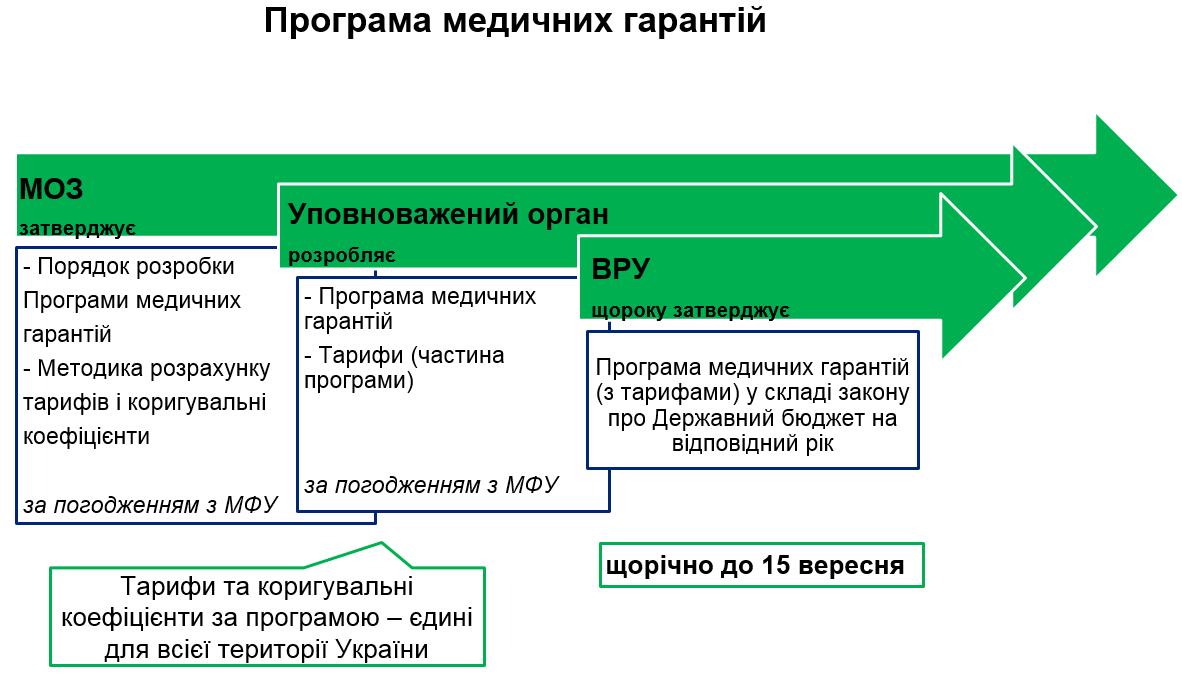 Програма медичних гарантій
МОЗ
затверджує
- Порядок розробки
Програми медичних
гарантій
- Методика розрахунку
тарифів і коригувальні
коефіцієнти
за погодженням з МФУ
Уповноважений орган
розробляє
- Програма медичних
гарантій
- Тарифи (частина
програми)
за погодженням з МФУ
ВРУ
щороку затверджує
Програма медичних гарантій
(з тарифами) у складі закону
про Державний бюджет на
відповідний рік
Тарифи та коригувальні
коефіцієнти за програмою – єдині
для всієї території України
щорічно до 15 вересня